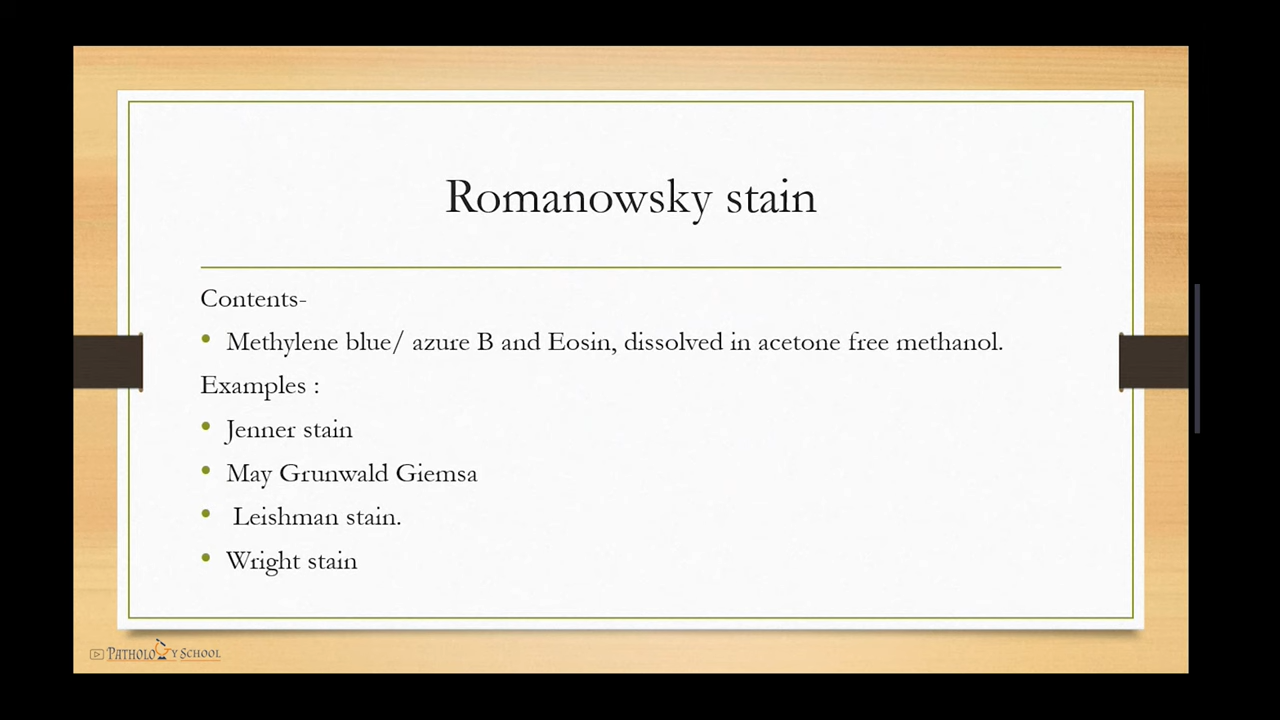 Romanowsky stain
Contents-
• Methylene blue/ azure B and Eosin, dissolved in acetone free methanol.
Examples :
• Jenner stain
• May Grunwald Giemsa
• Leishman stain.
• Wright stain
PATHOLOGY SCHOOL